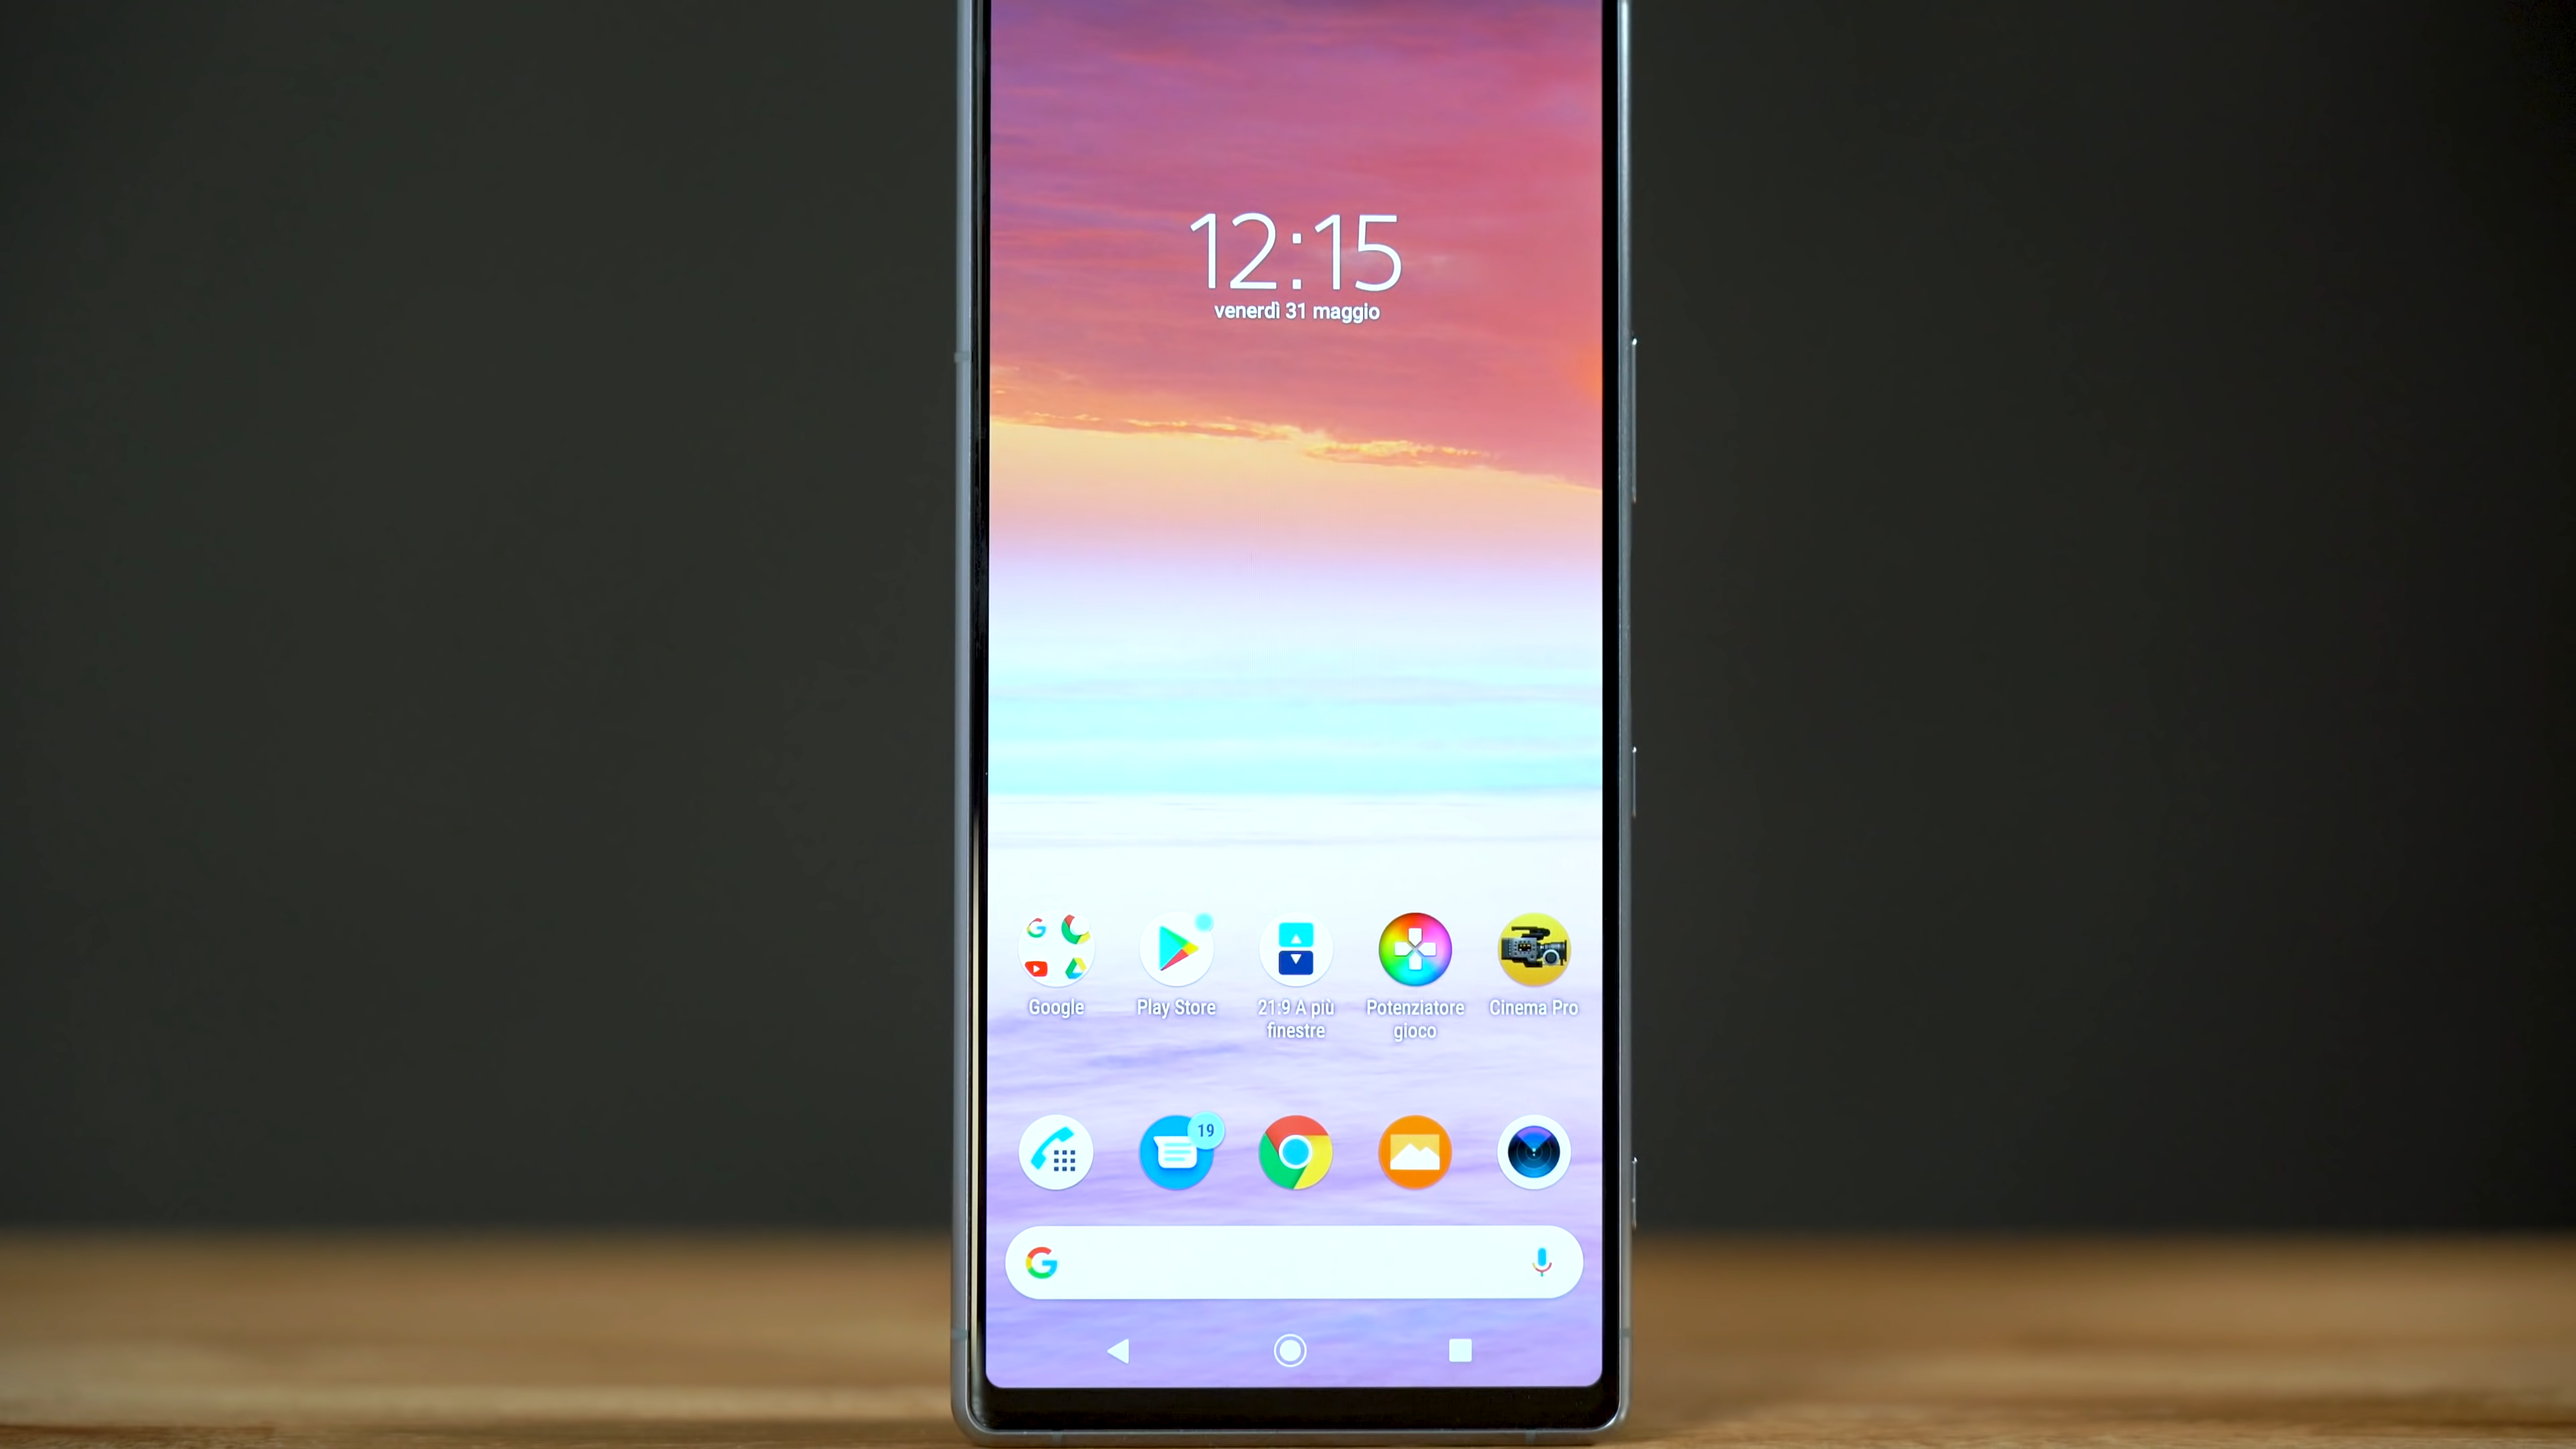 12:15
venerdì 31 maggio
Google
Play Store
21:9 A più
finestre
Potenziatore
gioco
Cinema Pro
19